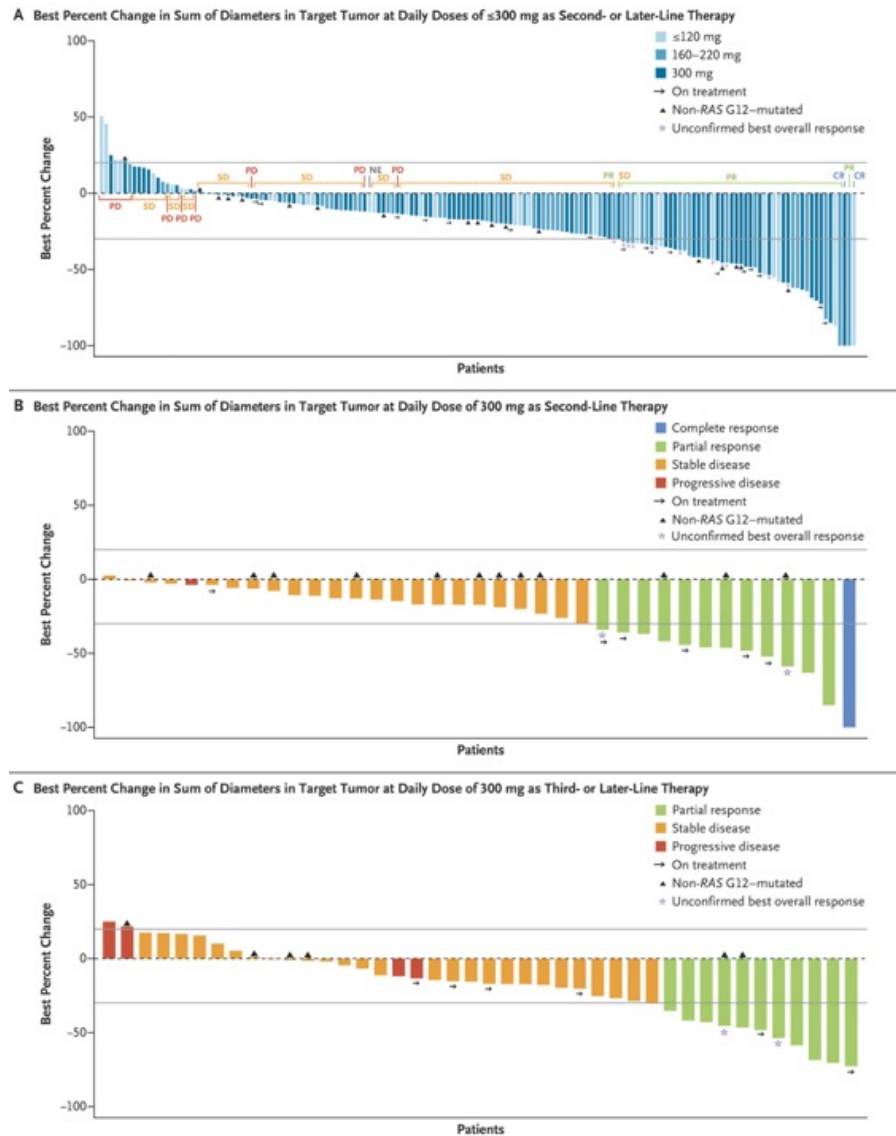 A Best Percent Change in Sum of Diameters in Target Tumor at Daily Doses of ≤300 mg as Second- or Later-Line Therapy
100
50
0
−50
−100
Best Percent Change
≤120 mg
160–220 mg
300 mg
→ On treatment
▲ Non-RAS G12–mutated
☆ Unconfirmed best overall response
PD SD PD SD PD
SD PD SD PD NE SD PD SD PR SD PR CR PR CR
Patients
B Best Percent Change in Sum of Diameters in Target Tumor at Daily Dose of 300 mg as Second-Line Therapy
100
50
0
−50
−100
Best Percent Change
Complete response
Partial response
Stable disease
Progressive disease
→ On treatment
▲ Non-RAS G12–mutated
☆ Unconfirmed best overall response
Patients
C Best Percent Change in Sum of Diameters in Target Tumor at Daily Dose of 300 mg as Third- or Later-Line Therapy
100
50
0
−50
−100
Best Percent Change
Partial response
Stable disease
Progressive disease
→ On treatment
▲ Non-RAS G12–mutated
☆ Unconfirmed best overall response
Patients